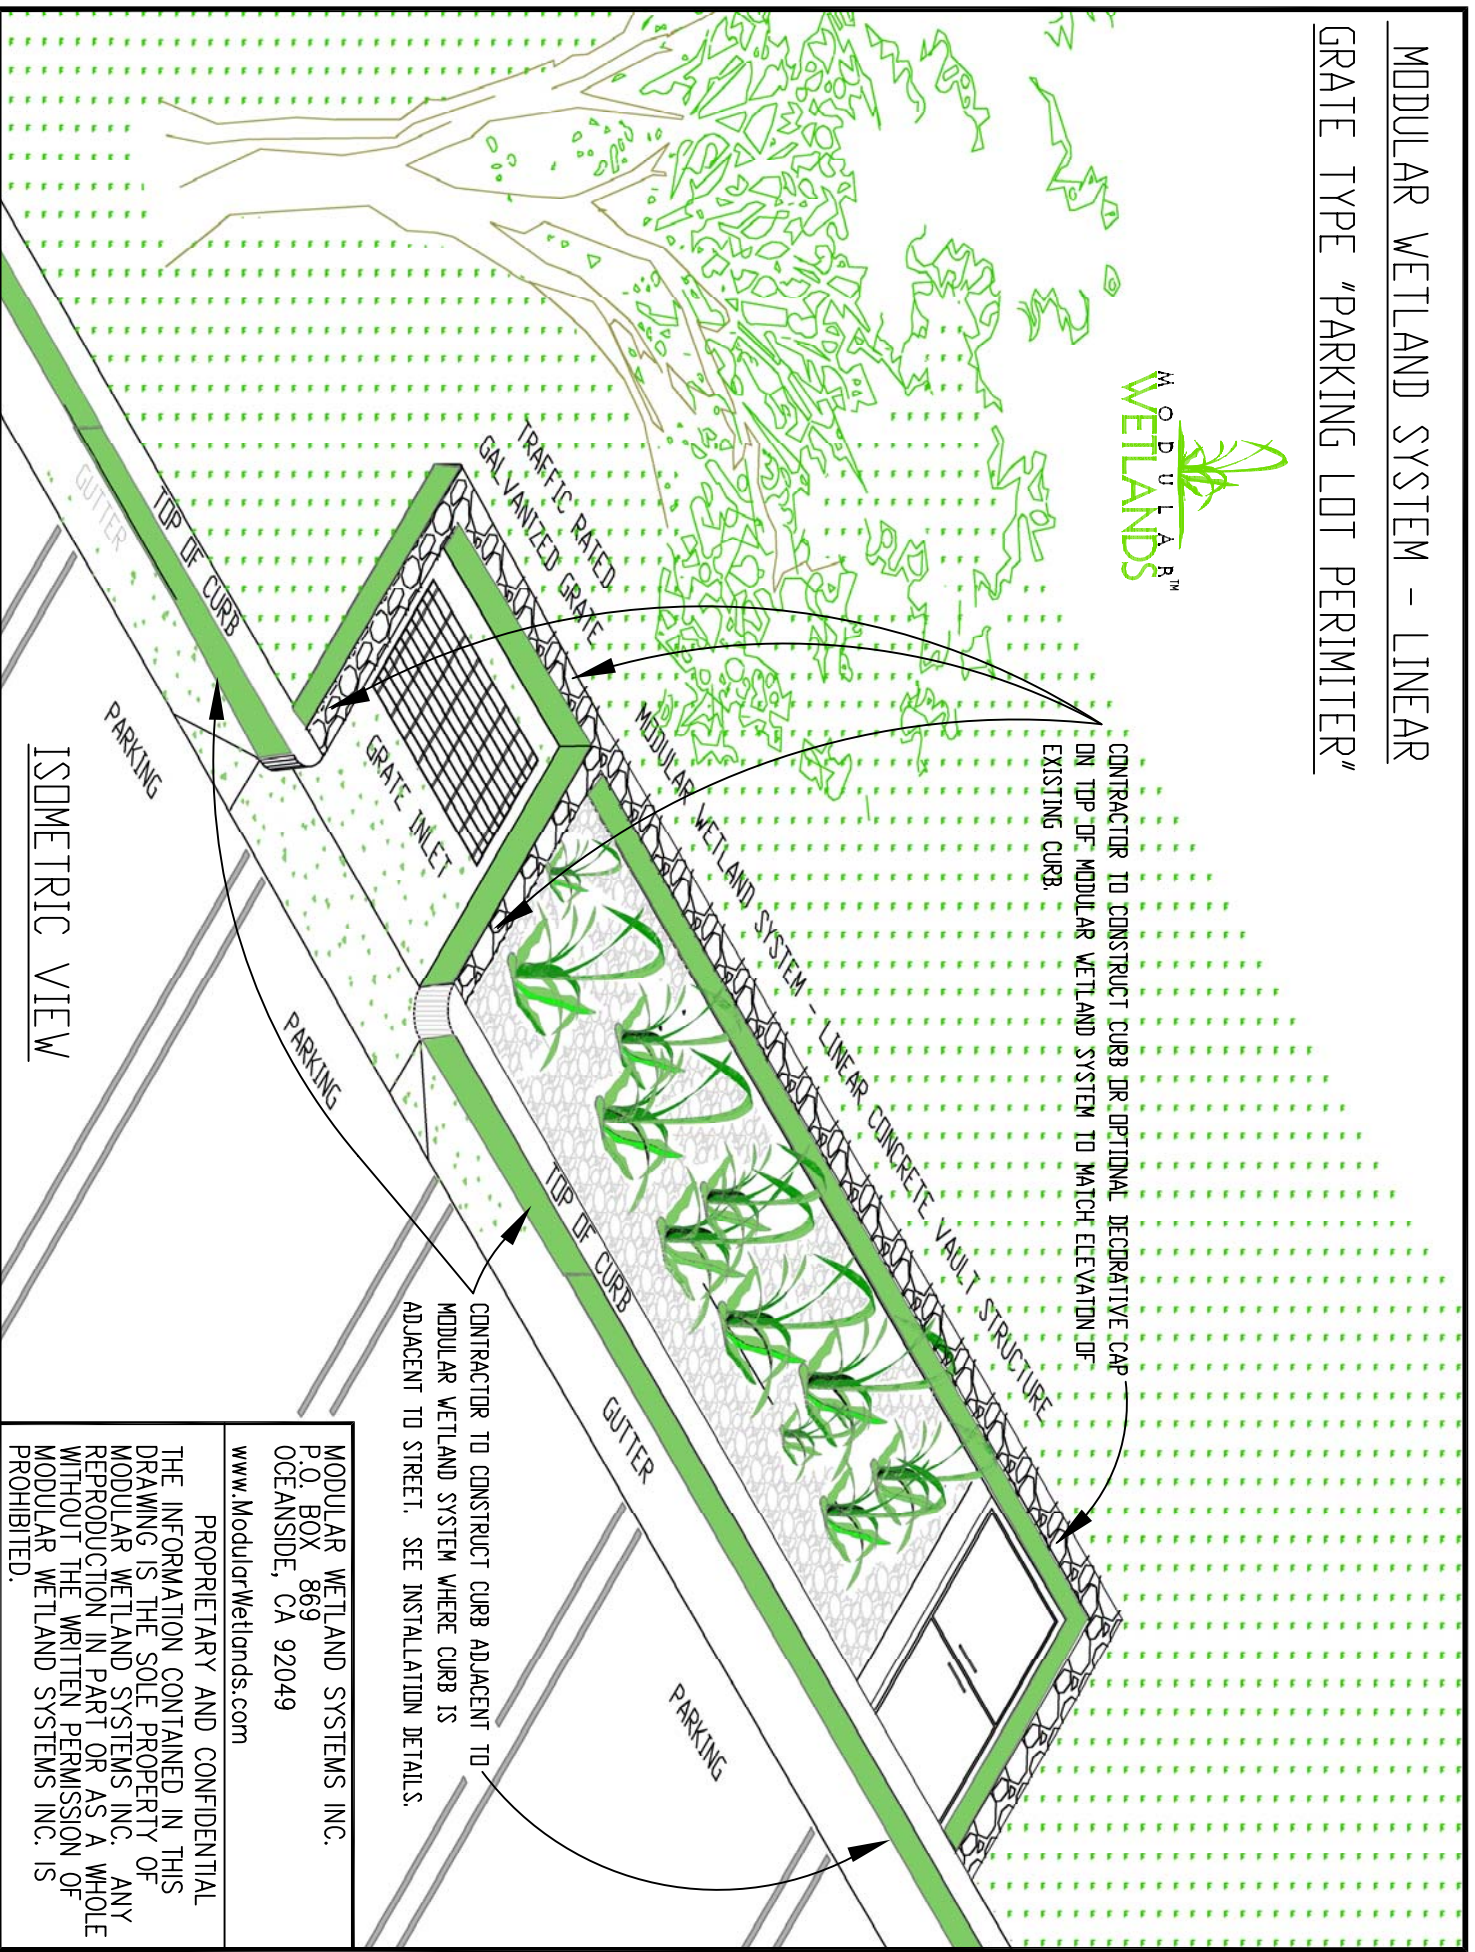 MODULAR WETLAND SYSTEM - LINEAR
GRATE TYPE "PARKING LOT PERIMITER"
MODULAR™
WETLANDS
CONTRACTOR TO CONSTRUCT CURB OR OPTIONAL DECORATIVE CAP
ON TOP OF MODULAR WETLAND SYSTEM TO MATCH ELEVATION OF
EXISTING CURB.
TRAFFIC RATED
GALVANIZED GRATE
MODULAR WETLAND SYSTEM - LINEAR CONCRETE VAULT STRUCTURE
GRATE INLET
TOP OF CURB
GUTTER
TOP OF CURB
GUTTER
PARKING
PARKING
PARKING
CONTRACTOR TO CONSTRUCT CURB ADJACENT TO
MODULAR WETLAND SYSTEM WHERE CURB IS
ADJACENT TO STREET. SEE INSTALLATION DETAILS.
ISOMETRIC VIEW
MODULAR WETLAND SYSTEMS INC.
P.O. BOX 869
OCEANSIDE, CA 92049
www.ModularWetlands.com
PROPRIETARY AND CONFIDENTIAL
THE INFORMATION CONTAINED IN THIS
DRAWING IS THE SOLE PROPERTY OF
MODULAR WETLAND SYSTEMS INC. ANY
REPRODUCTION IN PART OR AS A WHOLE
WITHOUT THE WRITTEN PERMISSION OF
MODULAR WETLAND SYSTEMS INC. IS
PROHIBITED.